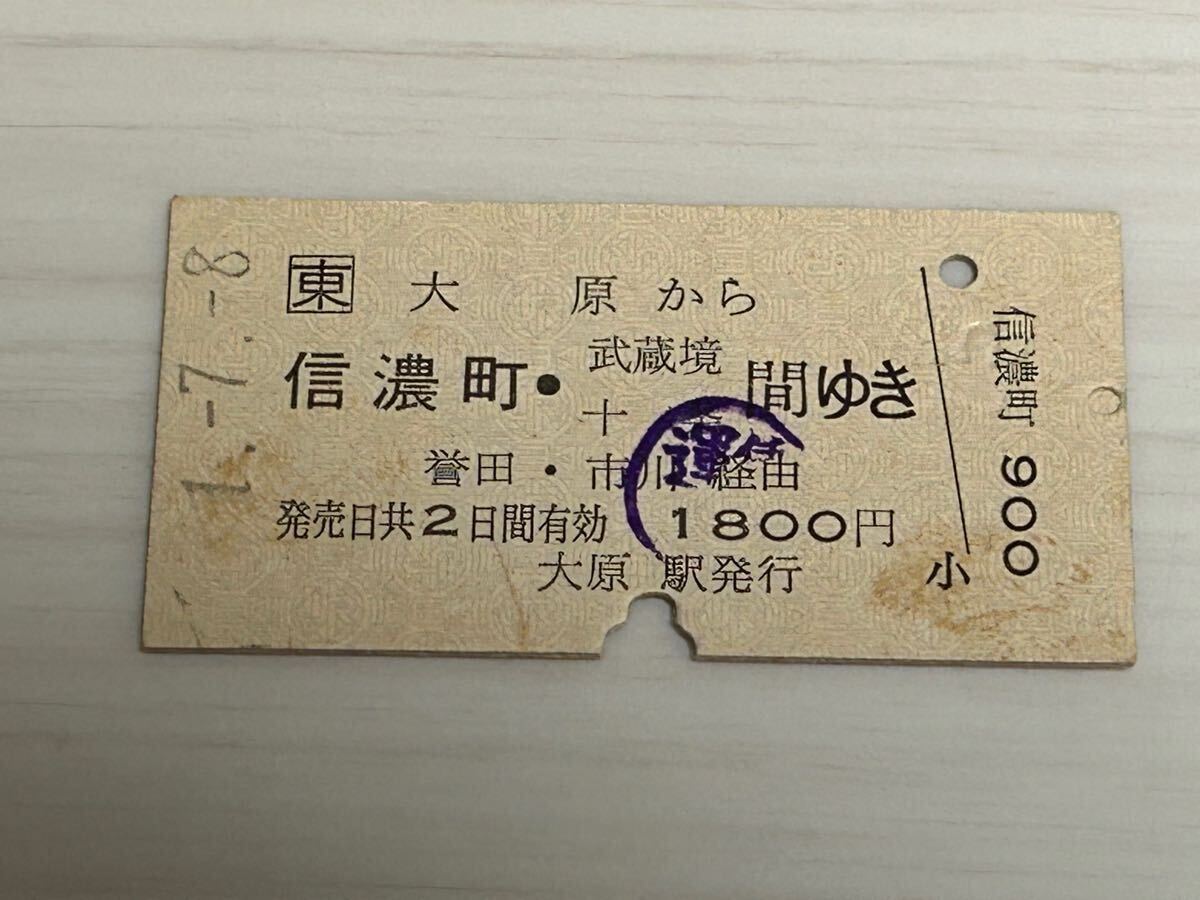 1.-7.-8
東 大原から
信濃町・武蔵境
十条 間ゆき
誉田・市川 経由
発売日共2日間有効 1800円
大原駅発行
小
信濃町 900
運